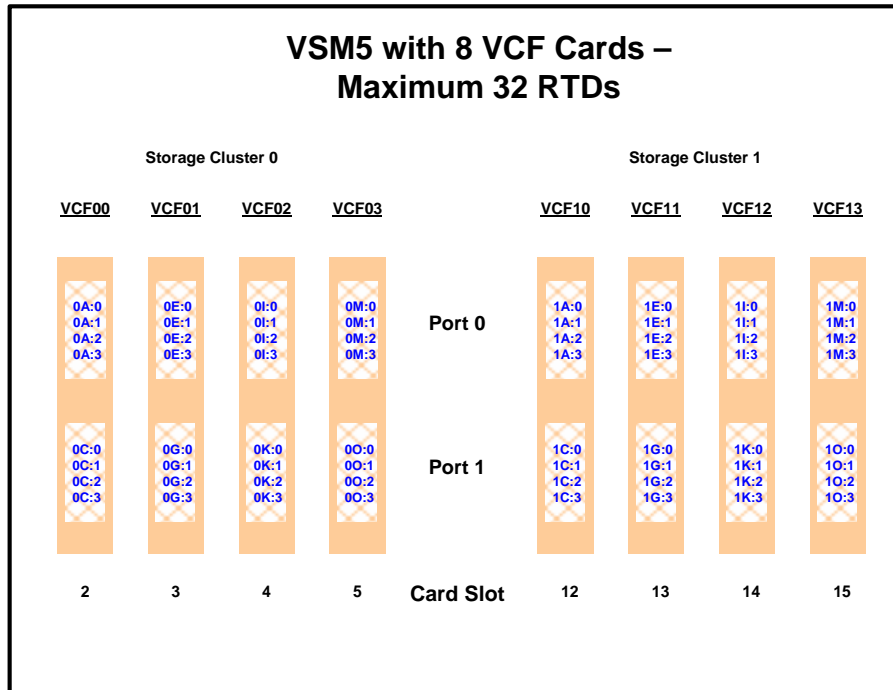 VSM5 with 8 VCF Cards –
Maximum 32 RTDs
Storage Cluster 0 Storage Cluster 1
VCF00 VCF01 VCF02 VCF03 VCF10 VCF11 VCF12 VCF13
0A:0 0E:0 0I:0 0M:0 1A:0 1E:0 1I:0 1M:0
0A:1 0E:1 0I:1 0M:1 Port 0 1A:1 1E:1 1I:1 1M:1
0A:2 0E:2 0I:2 0M:2 1A:2 1E:2 1I:2 1M:2
0A:3 0E:3 0I:3 0M:3 1A:3 1E:3 1I:3 1M:3
0C:0 0G:0 0K:0 0O:0 1C:0 1G:0 1K:0 1O:0
0C:1 0G:1 0K:1 0O:1 Port 1 1C:1 1G:1 1K:1 1O:1
0C:2 0G:2 0K:2 0O:2 1C:2 1G:2 1K:2 1O:2
0C:3 0G:3 0K:3 0O:3 1C:3 1G:3 1K:3 1O:3
2 3 4 5 Card Slot 12 13 14 15